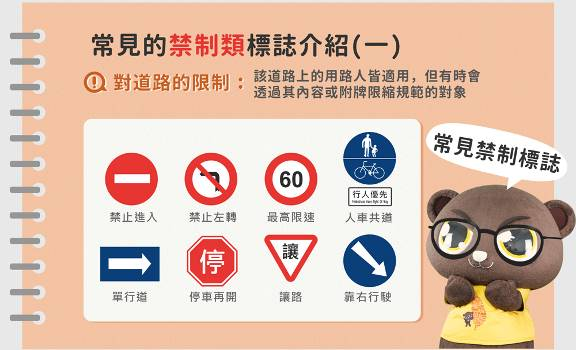 常見的禁制類標誌介紹(一)
對道路的限制：
該道路上的用路人皆適用，但有時會
透過其內容或附牌限縮規範的對象
常見禁制標誌
60
行人優先
禁止進入
禁止左轉
最高限速
人車共道
停
讓
單行道
停車再開
讓路
靠右行駛